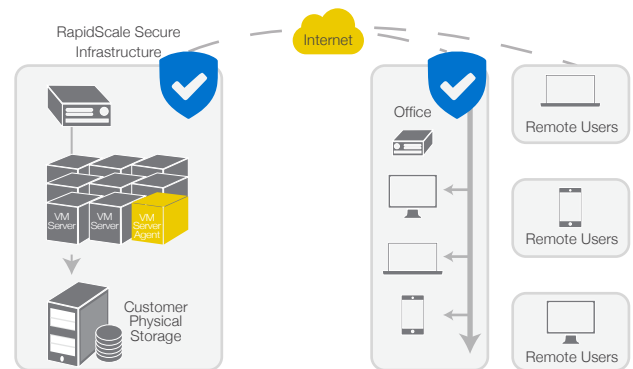 RapidScale Secure
Infrastructure
Internet
Office
Remote Users
VM
Server
VM
Server
VM
Server
Agent
Remote Users
Customer
Physical
Storage
Remote Users